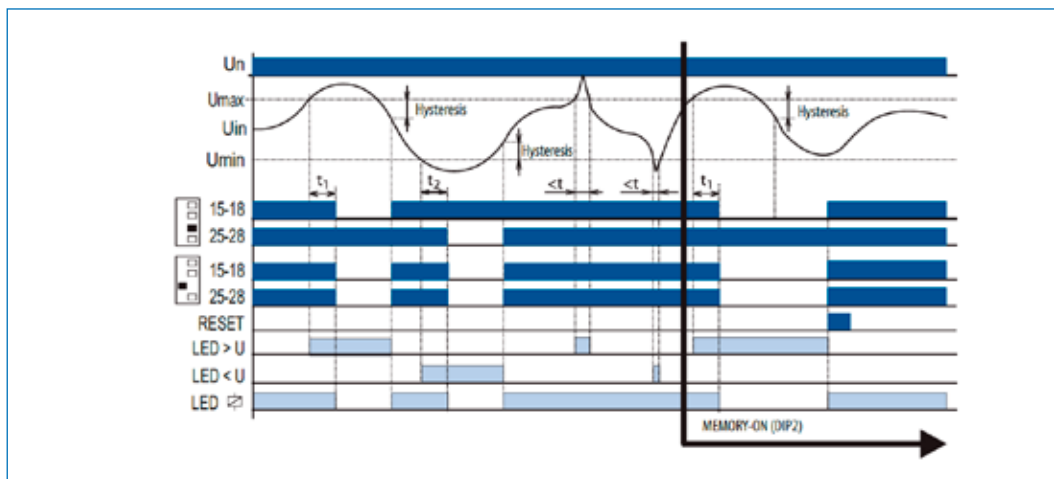 Un
Umax
Hysteresis
Hysteresis
Uin
Hysteresis
Umin
t1
t2
<t
<t
t1
15-18
25-28
15-18
25-28
RESET
LED > U
LED < U
LED
MEMORY-ON (DIP2)